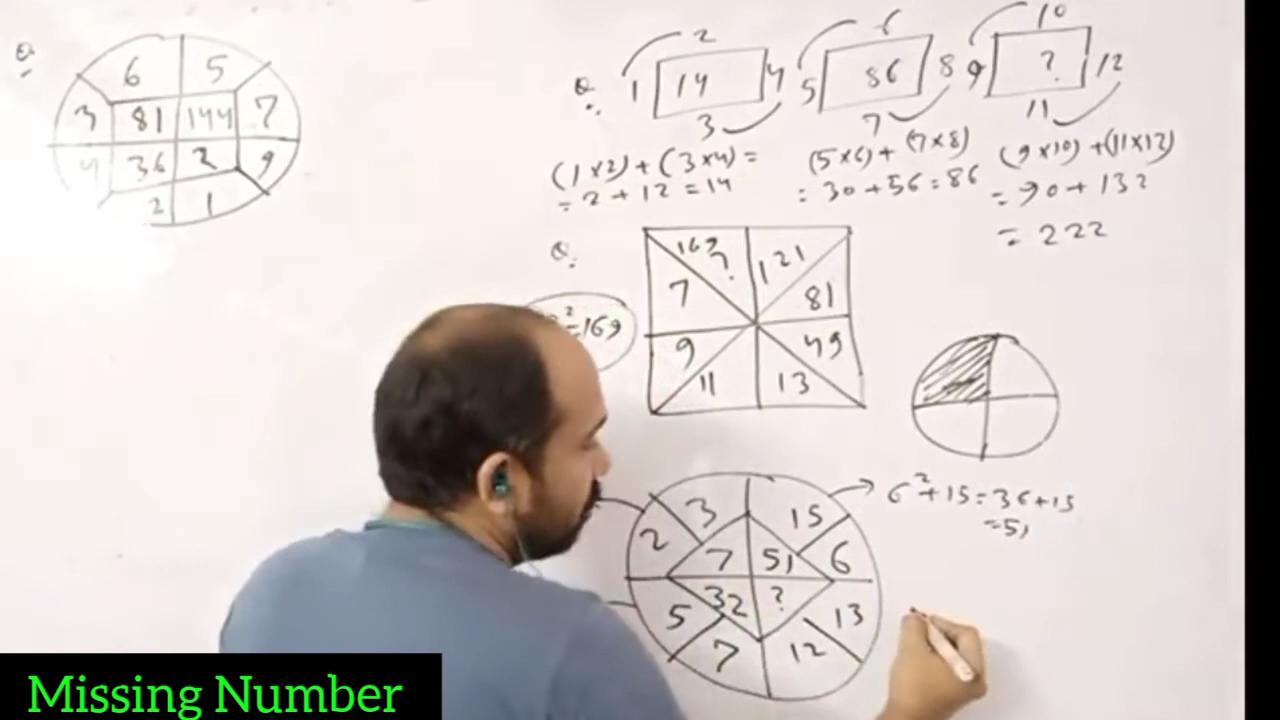 Q.
6 5
3 81 144 7
4 36 2 9
2 1
Q.
2
1 14 4
3
6
5 86 8
7
10
9 ? 12
11
(1×2)+(3×4)=
=2+12=14
(5×6)+(7×8)
=30+56=86
(9×10)+(11×12)
=90+132
=222
Q.
169 ? 121
7 81
9 49
11 13
²=169
3 15
2 7 51 6
5 32 ? 13
7 12
6²+15=36+15
=51
Missing Number